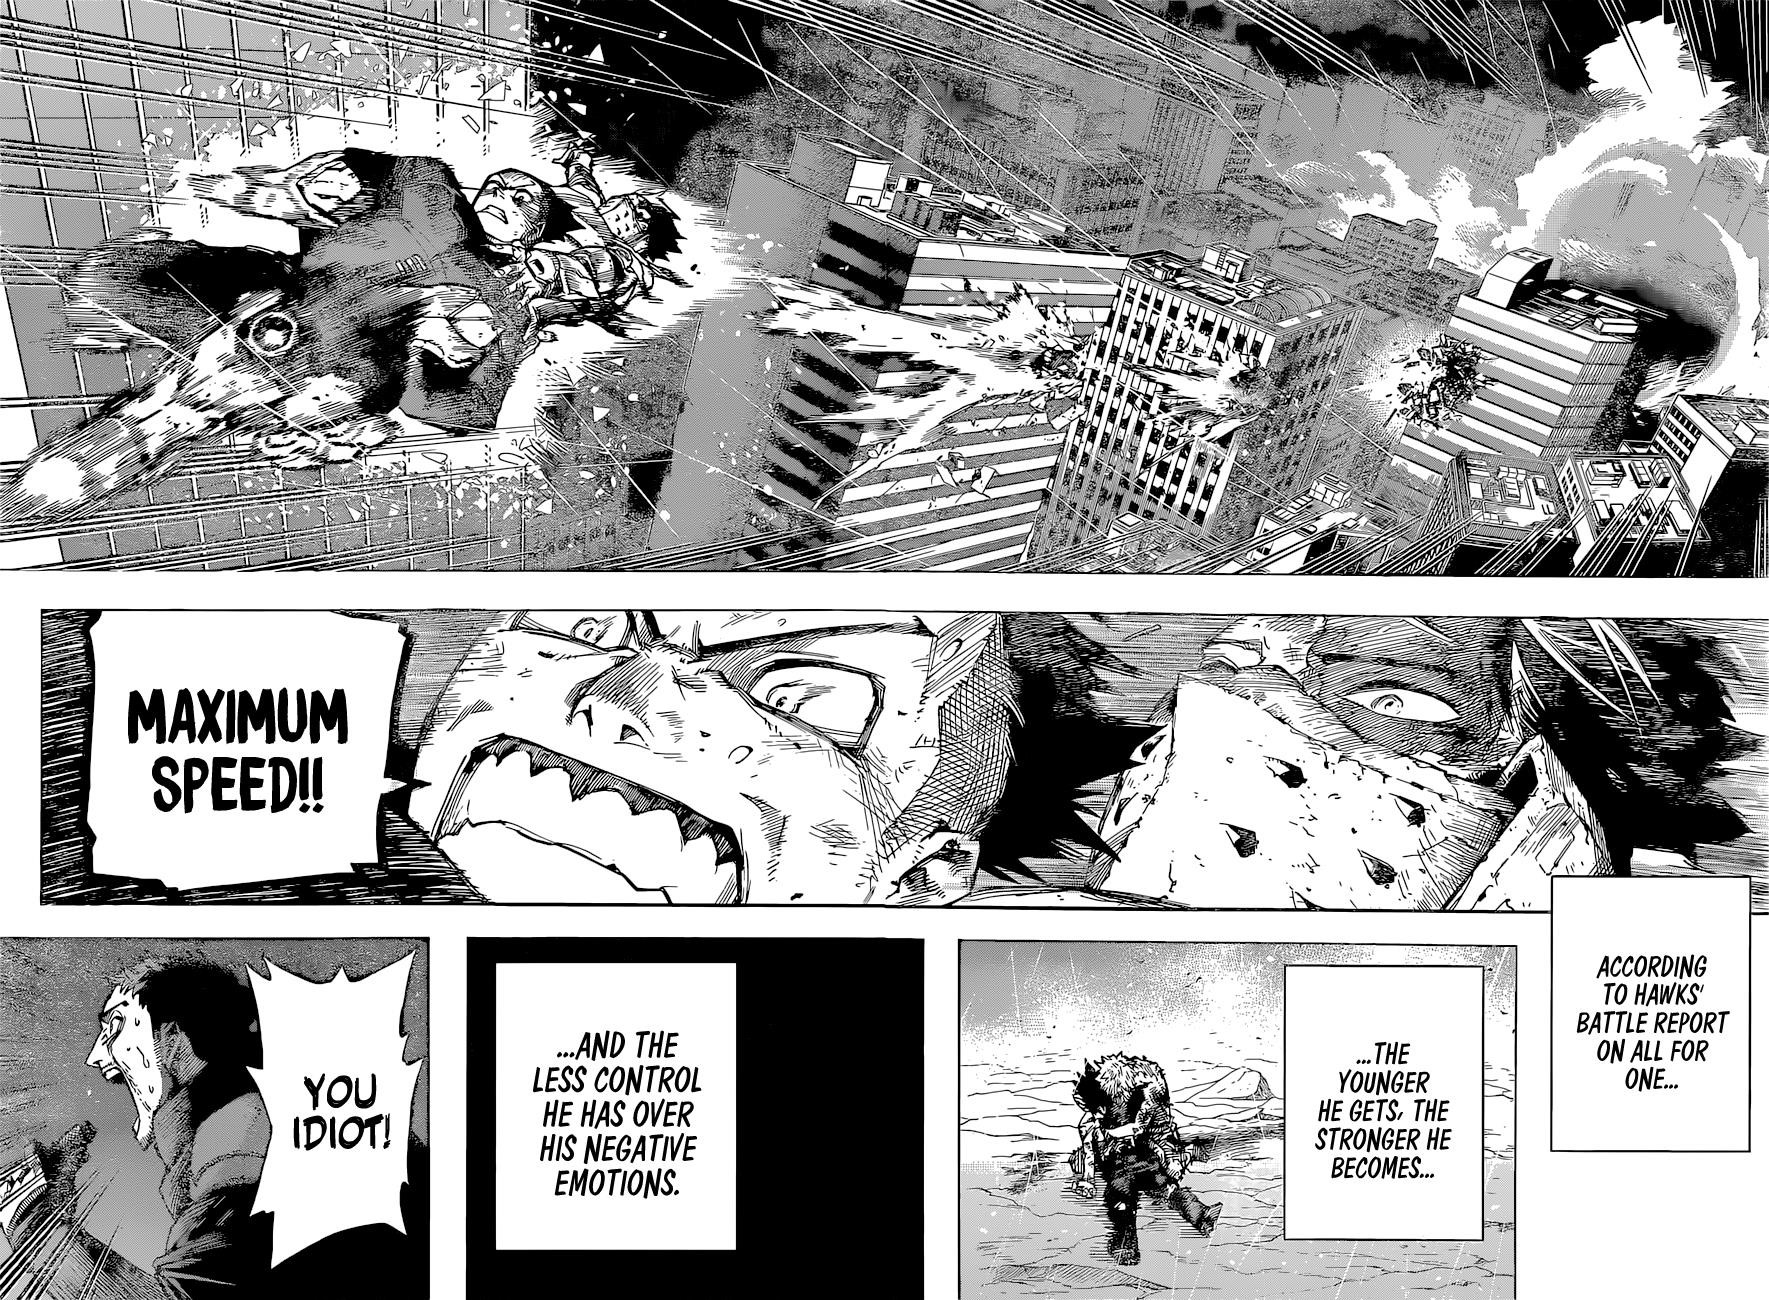 MAXIMUM
SPEED!!
ACCORDING
TO HAWKS'
BATTLE REPORT
ON ALL FOR
ONE...
...THE
YOUNGER
HE GETS, THE
STRONGER HE
BECOMES...
...AND THE
LESS CONTROL
HE HAS OVER
HIS NEGATIVE
EMOTIONS.
YOU
IDIOT!